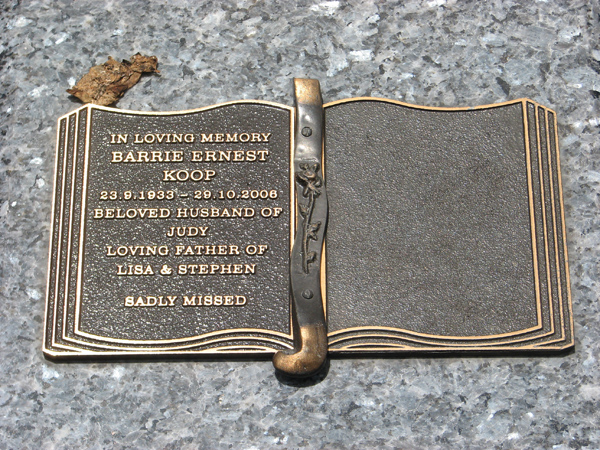 IN LOVING MEMORY
BARRIE ERNEST
KOOP
23.9.1933 - 29.10.2006
BELOVED HUSBAND OF
JUDY
LOVING FATHER OF
LISA & STEPHEN
SADLY MISSED